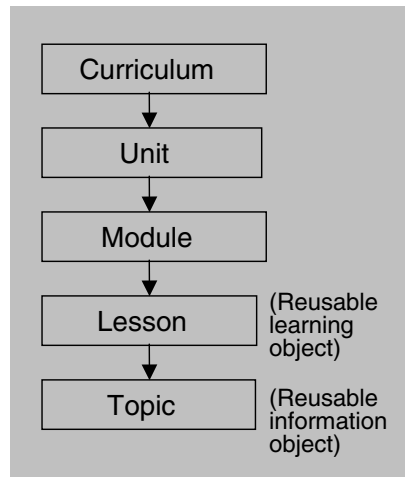 Curriculum
Unit
Module
Lesson
(Reusable
learning
object)
Topic
(Reusable
information
object)